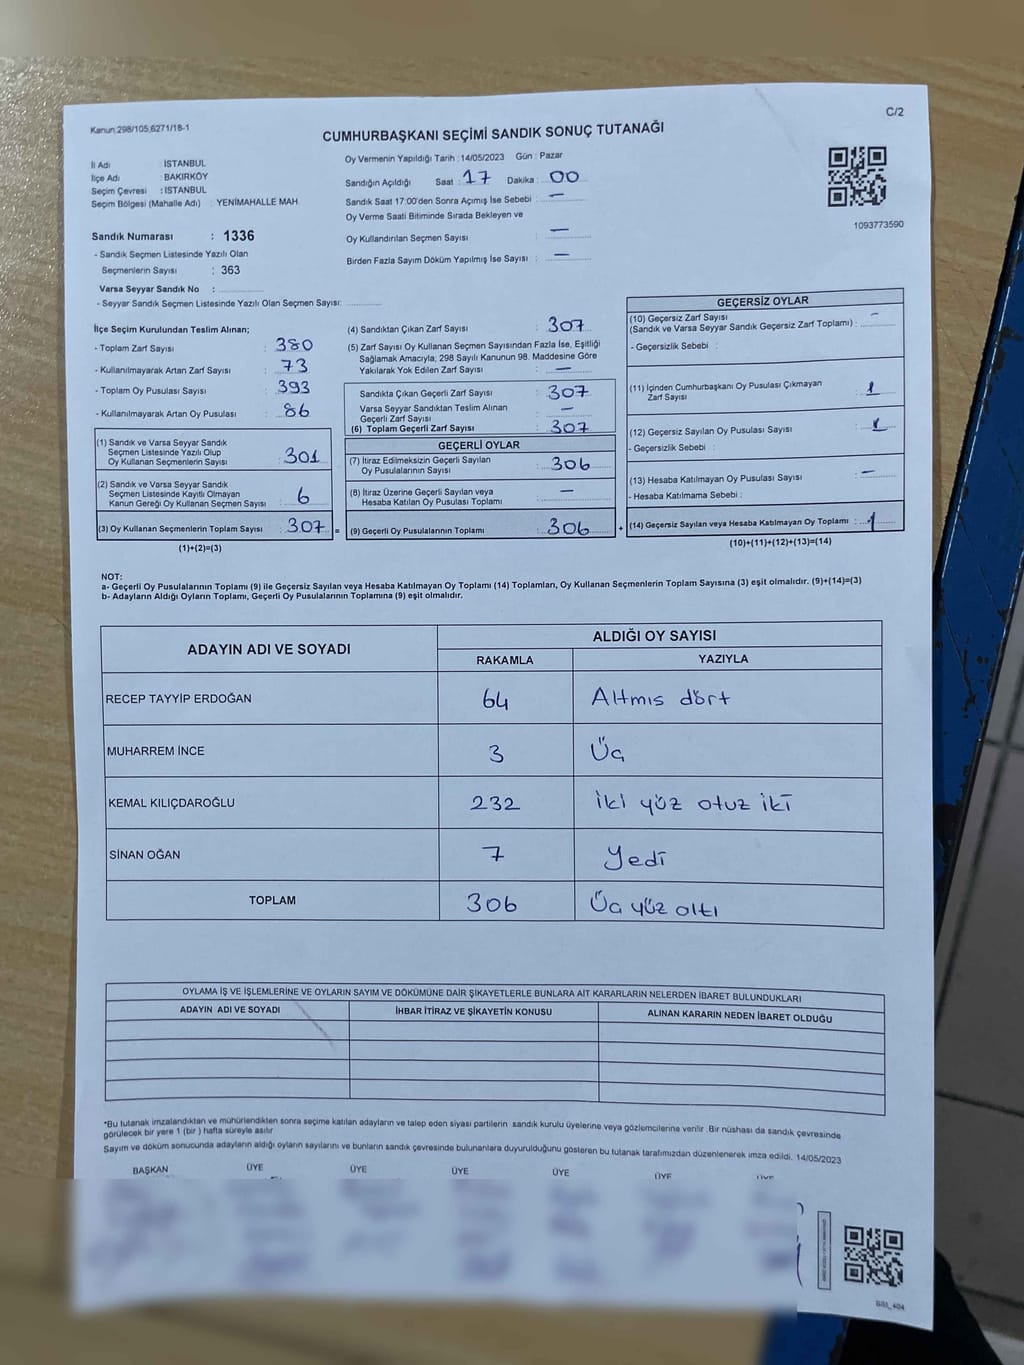 Kanun:298/105;6271/18-1
C/2
CUMHURBAŞKANI SEÇİMİ SANDIK SONUÇ TUTANAĞI
İl Adı : İSTANBUL
İlçe Adı : BAKIRKÖY
Seçim Çevresi : İSTANBUL
Seçim Bölgesi (Mahalle Adı) : YENİMAHALLE MAH.
Sandık Numarası : 1336
- Sandık Seçmen Listesinde Yazılı Olan
Seçmenlerin Sayısı : 363
Varsa Seyyar Sandık No :
- Seyyar Sandık Seçmen Listesinde Yazılı Olan Seçmen Sayısı:
Oy Vermenin Yapıldığı Tarih : 14/05/2023 Gün : Pazar
Sandığın Açıldığı Saat : 17 Dakika : 00
Sandık Saat 17:00'den Sonra Açımış İse Sebebi : —
Oy Verme Saati Bitiminde Sırada Bekleyen ve
Oy Kullandırılan Seçmen Sayısı : —
Birden Fazla Sayım Döküm Yapılmış İse Sayısı : —
1093773590
İlçe Seçim Kurulundan Teslim Alınan;
- Toplam Zarf Sayısı : 380
- Kullanılmayarak Artan Zarf Sayısı : 73
- Toplam Oy Pusulası Sayısı : 393
- Kullanılmayarak Artan Oy Pusulası : 86
(1) Sandık ve Varsa Seyyar Sandık
Seçmen Listesinde Yazılı Olup
Oy Kullanan Seçmenlerin Sayısı : 301
(2) Sandık ve Varsa Seyyar Sandık
Seçmen Listesinde Kayıtlı Olmayan
Kanun Gereği Oy Kullanan Seçmen Sayısı : 6
(3) Oy Kullanan Seçmenlerin Toplam Sayısı : 307 =
(1)+(2)=(3)
(4) Sandıktan Çıkan Zarf Sayısı : 307
(5) Zarf Sayısı Oy Kullanan Seçmen Sayısından Fazla İse, Eşitliği
Sağlamak Amacıyla; 298 Sayılı Kanunun 98. Maddesine Göre
Yakılarak Yok Edilen Zarf Sayısı : —
Sandıkta Çıkan Geçerli Zarf Sayısı : 307
Varsa Seyyar Sandıktan Teslim Alınan
Geçerli Zarf Sayısı : —
(6) Toplam Geçerli Zarf Sayısı : 307
GEÇERLİ OYLAR
(7) İtiraz Edilmeksizin Geçerli Sayılan
Oy Pusulalarının Sayısı : 306
(8) İtiraz Üzerine Geçerli Sayılan veya
Hesaba Katılan Oy Pusulası Toplamı : —
(9) Geçerli Oy Pusulalarının Toplamı : 306 +
GEÇERSİZ OYLAR
(10) Geçersiz Zarf Sayısı
(Sandık ve Varsa Seyyar Sandık Geçersiz Zarf Toplamı) : —
- Geçersizlik Sebebi :
(11) İçinden Cumhurbaşkanı Oy Pusulası Çıkmayan
Zarf Sayısı : 1
(12) Geçersiz Sayılan Oy Pusulası Sayısı :
- Geçersizlik Sebebi :
(13) Hesaba Katılmayan Oy Pusulası Sayısı : —
- Hesaba Katılmama Sebebi :
(14) Geçersiz Sayılan veya Hesaba Katılmayan Oy Toplamı : 1
(10)+(11)+(12)+(13)=(14)
NOT:
a- Geçerli Oy Pusulalarının Toplamı (9) ile Geçersiz Sayılan veya Hesaba Katılmayan Oy Toplamı (14) Toplamları, Oy Kullanan Seçmenlerin Toplam Sayısına (3) eşit olmalıdır. (9)+(14)=(3)
b- Adayların Aldığı Oyların Toplamı, Geçerli Oy Pusulalarının Toplamına (9) eşit olmalıdır.
ADAYIN ADI VE SOYADI ALDIĞI OY SAYISI
RAKAMLA YAZIYLA
RECEP TAYYİP ERDOĞAN 64 Altmıs dört
MUHARREM İNCE 3 Üç
KEMAL KILIÇDAROĞLU 232 iki yüz otuz iki
SİNAN OĞAN 7 Yedi
TOPLAM 306 Üç yüz altı
OYLAMA İŞ VE İŞLEMLERİNE VE OYLARIN SAYIM VE DÖKÜMÜNE DAİR ŞİKAYETLERLE BUNLARA AİT KARARLARIN NELERDEN İBARET BULUNDUKLARI
ADAYIN ADI VE SOYADI İHBAR İTİRAZ VE ŞİKAYETİN KONUSU ALINAN KARARIN NEDEN İBARET OLDUĞU
*Bu tutanak imzalandıktan ve mühürlendikten sonra seçime katılan adayların ve talep eden siyasi partilerin sandık kurulu üyelerine veya gözlemcilerine verilir. Bir nüshası da sandık çevresinde
görülecek bir yere 1 (bir ) hafta süreyle asılır.
Sayım ve döküm sonucunda adayların aldığı oyların sayılarını ve bunların sandık çevresinde bulunanlara duyurulduğunu gösteren bu tutanak tarafımızdan düzenlenerek imza edildi. 14/05/2023
BAŞKAN ÜYE ÜYE ÜYE ÜYE ÜYE ÜYE